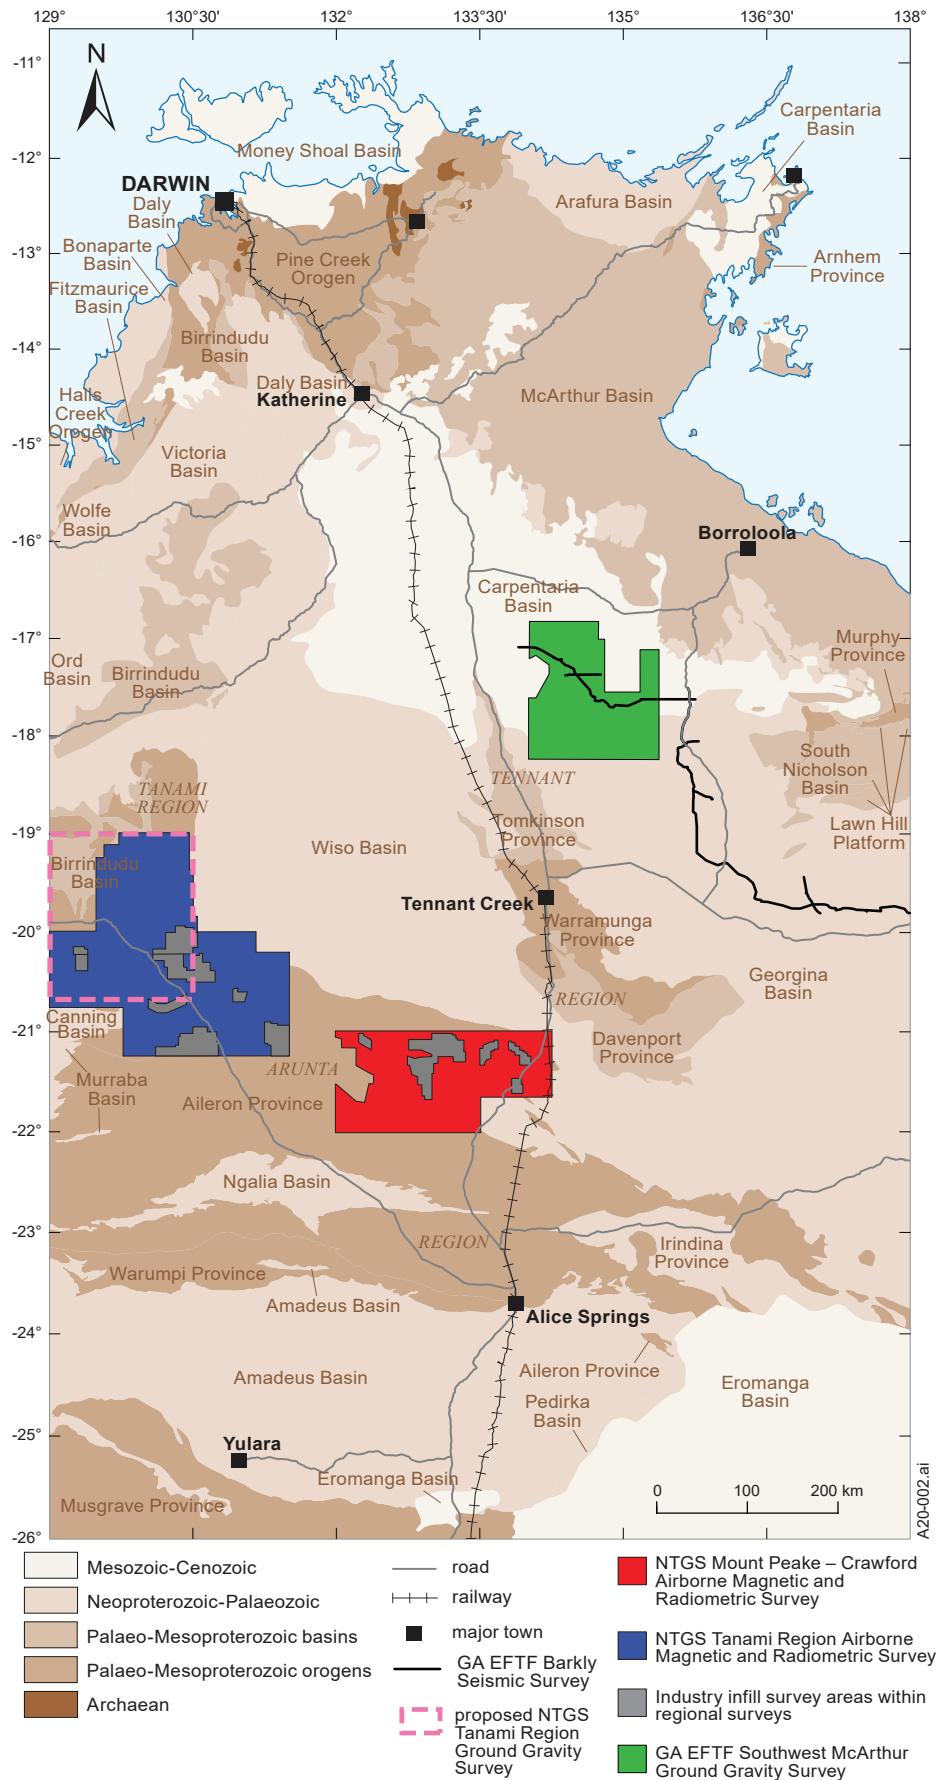 129°
130°30'
132°
133°30'
135°
136°30'
138°
-11°
-12°
-13°
-14°
-15°
-16°
-17°
-18°
-19°
-20°
-21°
-22°
-23°
-24°
-25°
-26°
N
Carpentaria
Basin
Money Shoal Basin
DARWIN
Daly
Basin
Arafura Basin
Bonaparte
Basin
Pine Creek
Orogen
Arnhem
Province
Fitzmaurice
Basin
Birrindudu
Basin
Daly Basin
Katherine
McArthur Basin
Halls
Creek
Orogen
Victoria
Basin
Wolfe
Basin
Borroloola
Carpentaria
Basin
Murphy
Province
Ord
Basin
Birrindudu
Basin
South
Nicholson
Basin
TANAMI
REGION
TENNANT
Tomkinson
Province
Lawn Hill
Platform
Wiso Basin
Birrindudu
Basin
Tennant Creek
Warramunga
Province
Georgina
Basin
REGION
Canning
Basin
Davenport
Province
ARUNTA
Murraba
Basin
Aileron Province
Ngalia Basin
REGION
Irindina
Province
Warumpi Province
Amadeus Basin
Alice Springs
Aileron Province
Amadeus Basin
Eromanga
Basin
Pedirka
Basin
Yulara
Eromanga Basin
Musgrave Province
0
100
200 km
A20-002.ai
Mesozoic-Cenozoic
Neoproterozoic-Palaeozoic
Palaeo-Mesoproterozoic basins
Palaeo-Mesoproterozoic orogens
Archaean
road
railway
major town
GA EFTF Barkly
Seismic Survey
proposed NTGS
Tanami Region
Ground Gravity
Survey
NTGS Mount Peake – Crawford
Airborne Magnetic and
Radiometric Survey
NTGS Tanami Region Airborne
Magnetic and Radiometric Survey
Industry infill survey areas within
regional surveys
GA EFTF Southwest McArthur
Ground Gravity Survey